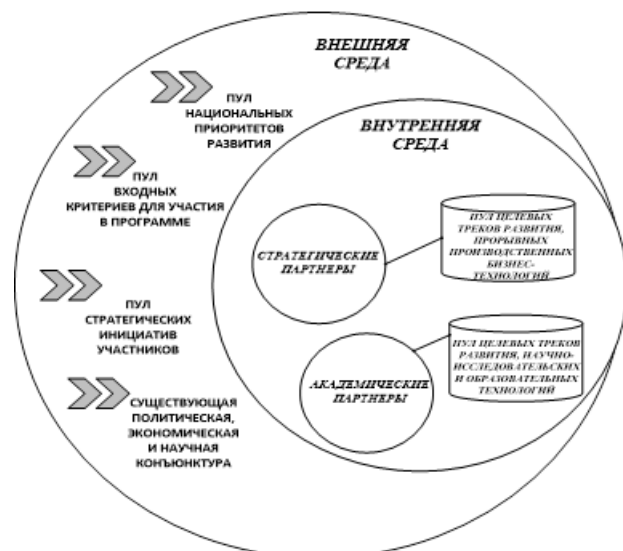 ВНЕШНЯЯ
СРЕДА
ПУЛ
НАЦИОНАЛЬНЫХ
ПРИОРИТЕТОВ
РАЗВИТИЯ
ВНУТРЕННЯЯ
СРЕДА
ПУЛ
ВХОДНЫХ
КРИТЕРИЕВ ДЛЯ УЧАСТИЯ
В ПРОГРАММЕ
ПУЛ ЦЕЛЕВЫХ
ТРЕКОВ РАЗВИТИЯ,
ПРОРЫВНЫХ
ПРОИЗВОДСТВЕННЫХ
БИЗНЕС-
ТЕХНОЛОГИЙ
СТРАТЕГИЧЕСКИЕ
ПАРТНЕРЫ
ПУЛ
СТРАТЕГИЧЕСКИХ
ИНИЦИАТИВ
УЧАСТНИКОВ
ПУЛ ЦЕЛЕВЫХ ТРЕКОВ
РАЗВИТИЯ, НАУЧНО-
ИССЛЕДОВАТЕЛЬСКИХ
И ОБРАЗОВАТЕЛЬНЫХ
ТЕХНОЛОГИЙ
АКАДЕМИЧЕСКИЕ
ПАРТНЕРЫ
СУЩЕСТВУЮЩАЯ
ПОЛИТИЧЕСКАЯ,
ЭКОНОМИЧЕСКАЯ
И НАУЧНАЯ
КОНЪЮНКТУРА